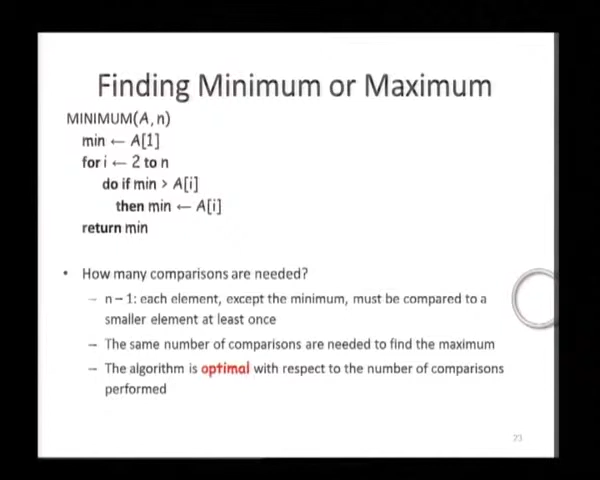 Finding Minimum or Maximum
MINIMUM(A, n)
min ← A[1]
for i ← 2 to n
do if min > A[i]
then min ← A[i]
return min
• How many comparisons are needed?
– n – 1: each element, except the minimum, must be compared to a
smaller element at least once
– The same number of comparisons are needed to find the maximum
– The algorithm is optimal with respect to the number of comparisons
performed
23